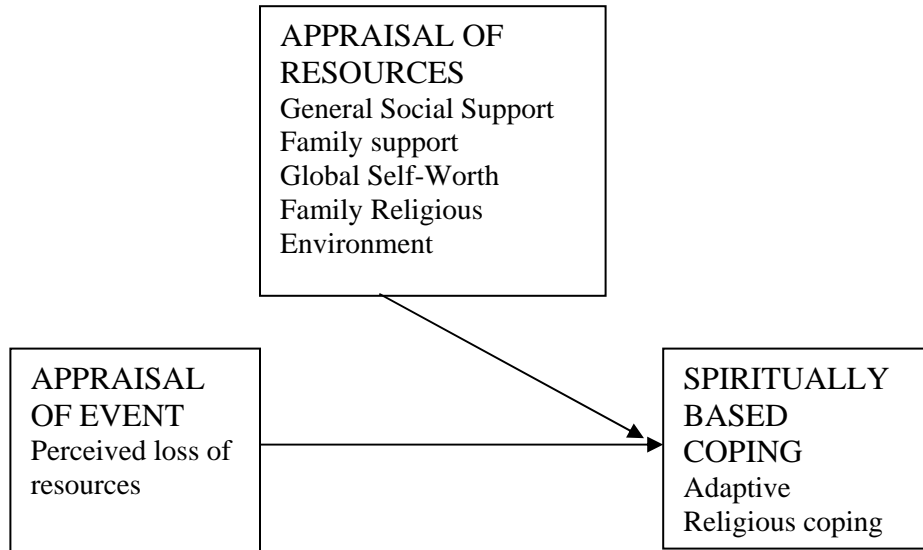 APPRAISAL OF
RESOURCES
General Social Support
Family support
Global Self-Worth
Family Religious
Environment
APPRAISAL
OF EVENT
Perceived loss of
resources
SPIRITUALLY
BASED
COPING
Adaptive
Religious coping